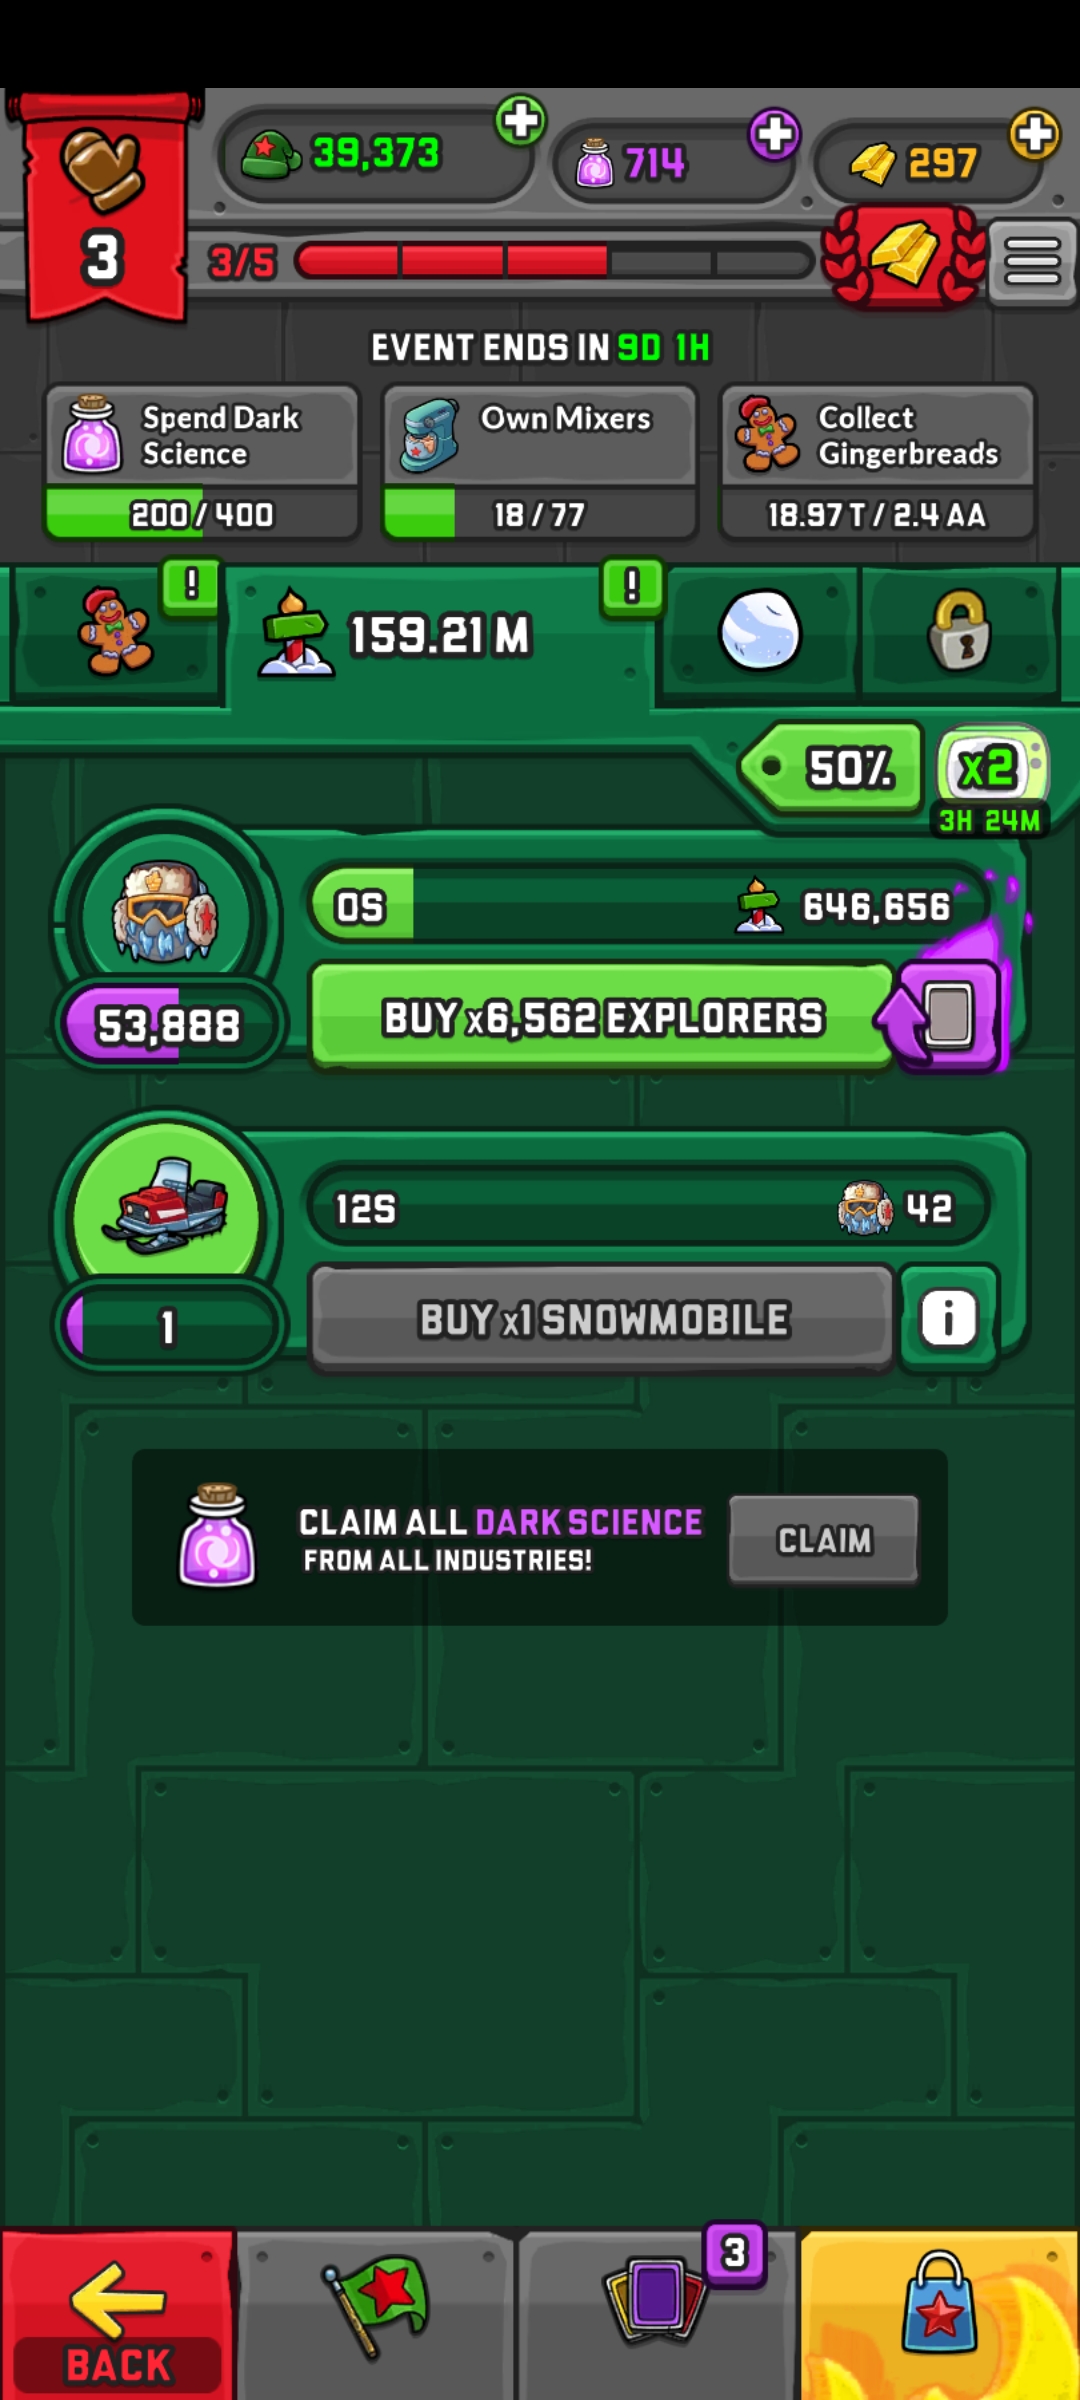 39,373
714
297
3
3/5
EVENT ENDS IN 9D 1H
Spend Dark Science
200 / 400
Own Mixers
18 / 77
Collect Gingerbreads
18.97 T / 2.4 AA
!
159.21 M
!
50%
x2
3H 24M
0S
646,656
53,888
BUY x6,562 EXPLORERS
12S
42
1
BUY x1 SNOWMOBILE
i
CLAIM ALL DARK SCIENCE
FROM ALL INDUSTRIES!
CLAIM
3
BACK